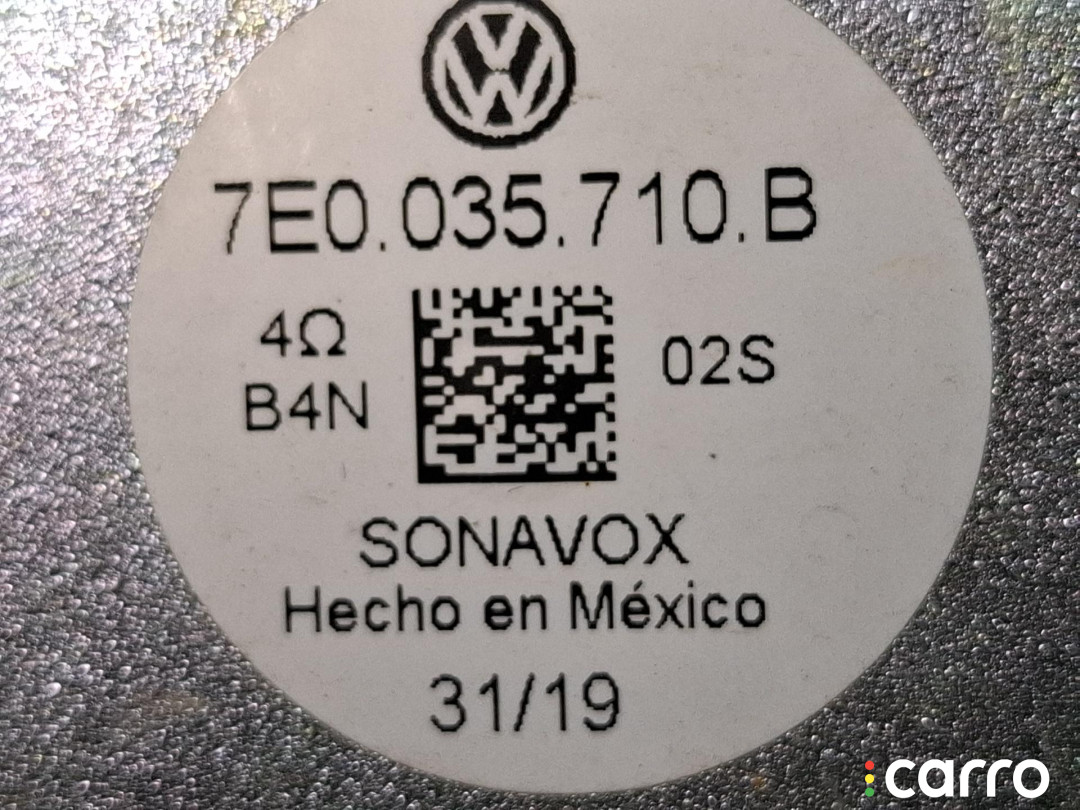 7E0.035.710.B
4Ω
B4N
02S
SONAVOX
Hecho en México
31/19
carro